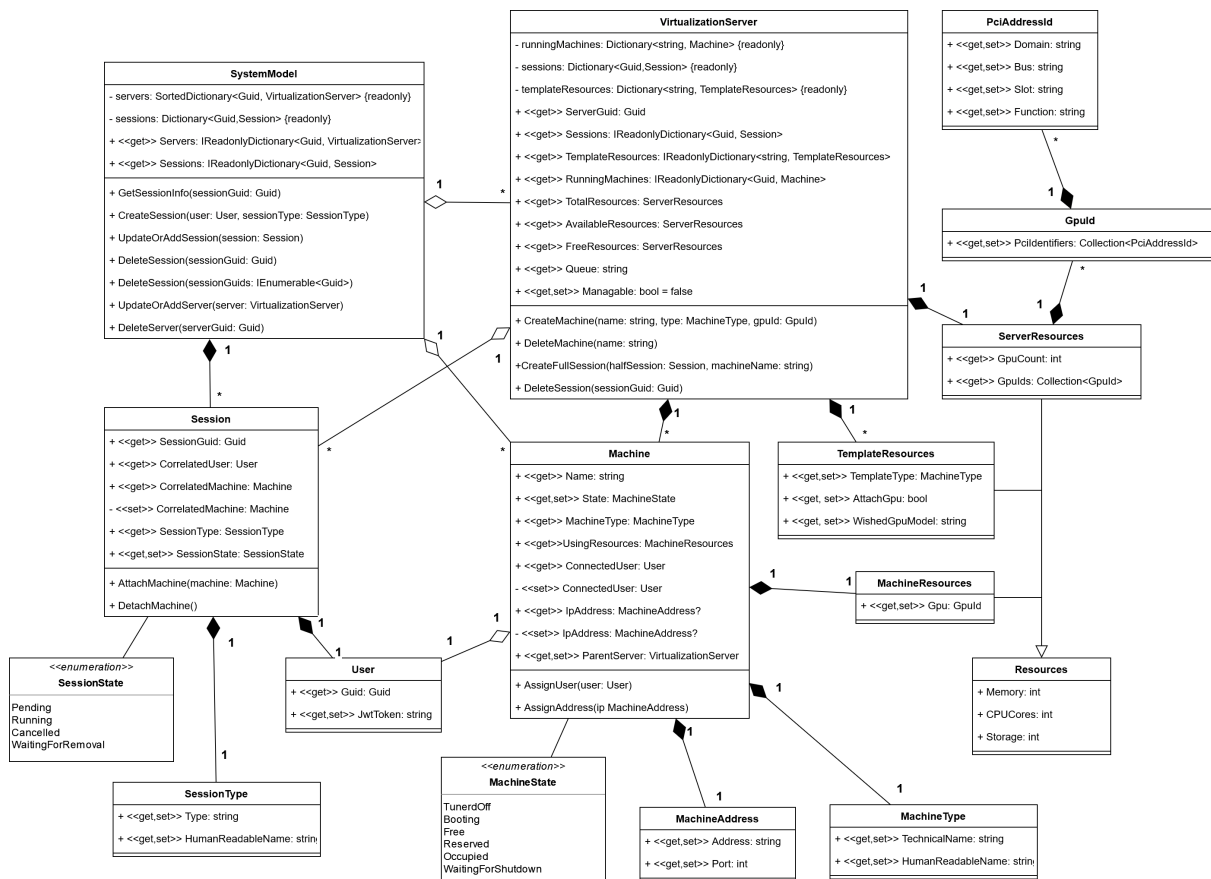 VirtualizationServer
- runningMachines: Dictionary<string, Machine> {readonly}
- sessions: Dictionary<Guid,Session> {readonly}
- templateResources: Dictionary<string, TemplateResources> {readonly}
+ <<get>> ServerGuid: Guid
+ <<get>> Sessions: IReadonlyDictionary<Guid, Session>
+ <<get>> TemplateResources: IReadonlyDictionary<string, TemplateResources>
+ <<get>> RunningMachines: IReadonlyDictionary<Guid, Machine>
+ <<get>> TotalResources: ServerResources
+ <<get>> AvailableResources: ServerResources
+ <<get>> FreeResources: ServerResources
+ <<get>> Queue: string
+ <<get,set>> Managable: bool = false
+ CreateMachine(name: string, type: MachineType, gpuId: GpuId)
+ DeleteMachine(name: string)
+CreateFullSession(halfSession: Session, machineName: string)
+ DeleteSession(sessionGuid: Guid)
PciAddressId
+ <<get,set>> Domain: string
+ <<get,set>> Bus: string
+ <<get,set>> Slot: string
+ <<get,set>> Function: string
*
1
SystemModel
- servers: SortedDictionary<Guid, VirtualizationServer> {readonly}
- sessions: Dictionary<Guid,Session> {readonly}
+ <<get>> Servers: IReadonlyDictionary<Guid, VirtualizationServer>
+ <<get>> Sessions: IReadonlyDictionary<Guid, Session>
+ GetSessionInfo(sessionGuid: Guid)
+ CreateSession(user: User, sessionType: SessionType)
+ UpdateOrAddSession(session: Session)
+ DeleteSession(sessionGuid: Guid)
+ DeleteSession(sessionGuids: IEnumerable<Guid>)
+ UpdateOrAddServer(server: VirtualizationServer)
+ DeleteServer(serverGuid: Guid)
1
*
GpuId
+ <<get,set>> PciIdentifiers: Collection<PciAddressId>
*
1
1
1
ServerResources
+ <<get>> GpuCount: int
+ <<get>> GpuIds: Collection<GpuId>
1
*
1
*
1
*
1
*
1
*
Session
+ <<get>> SessionGuid: Guid
+ <<get>> CorrelatedUser: User
+ <<get>> CorrelatedMachine: Machine
- <<set>> CorrelatedMachine: Machine
+ <<get>> SessionType: SessionType
+ <<get,set>> SessionState: SessionState
+ AttachMachine(machine: Machine)
+ DetachMachine()
Machine
+ <<get>> Name: string
+ <<get,set>> State: MachineState
+ <<get>> MachineType: MachineType
+ <<get>>UsingResources: MachineResources
+ <<get>> ConnectedUser: User
- <<set>> ConnectedUser: User
+ <<get>> IpAddress: MachineAddress?
- <<set>> IpAddress: MachineAddress?
+ <<get,set>> ParentServer: VirtualizationServer
+ AssignUser(user: User)
+ AssignAddress(ip MachineAddress)
TemplateResources
+ <<get,set>> TemplateType: MachineType
+ <<get, set>> AttachGpu: bool
+ <<get, set>> WishedGpuModel: string
1
1
MachineResources
+ <<get,set>> Gpu: GpuId
1
1
1
1
1
<<enumeration>>
SessionState
Pending
Running
Cancelled
WaitingForRemoval
User
+ <<get>> Guid: Guid
+ <<get,set>> JwtToken: string
Resources
+ Memory: int
+ CPUCores: int
+ Storage: int
1
1
1
1
1
<<enumeration>>
MachineState
TunerdOff
Booting
Free
Reserved
Occupied
WaitingForShutdown
SessionType
+ <<get,set>> Type: string
+ <<get,set>> HumanReadableName: string
MachineAddress
+ <<get,set>> Address: string
+ <<get,set>> Port: int
MachineType
+ <<get,set>> TechnicalName: string
+ <<get,set>> HumanReadableName: string